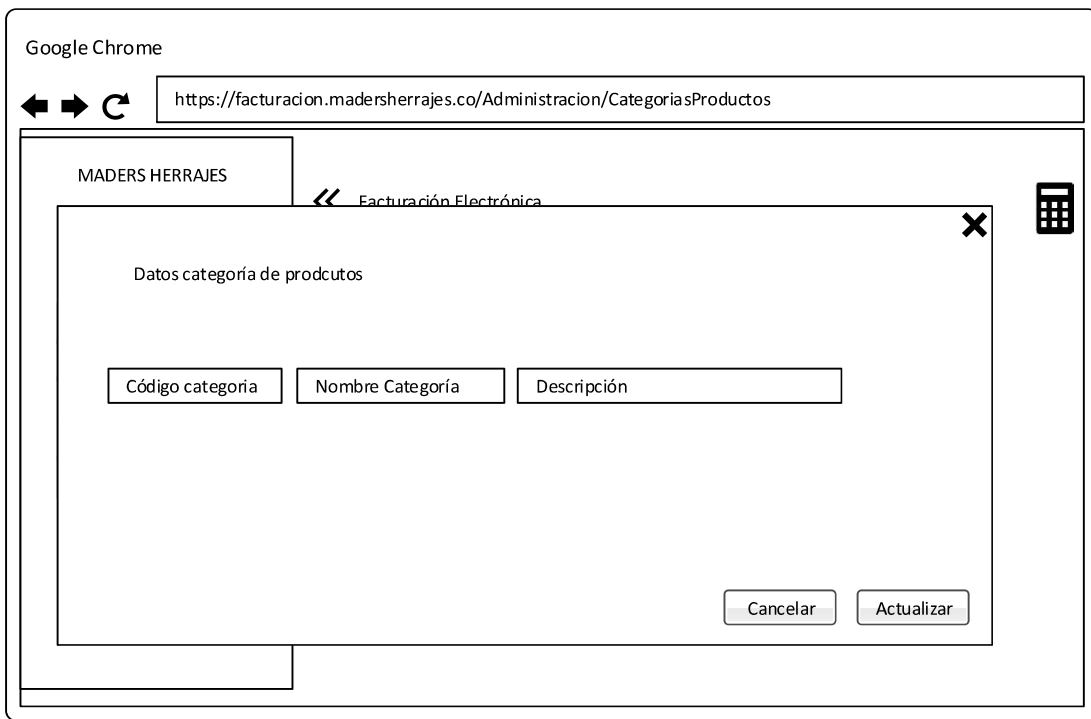 Google Chrome
https://facturacion.madersherrajes.co/Administracion/CategoriasProductos
MADERS HERRAJES
Facturación Electrónica
Datos categoría de prodcutos
Código categoria
Nombre Categoría
Descripción
Cancelar
Actualizar